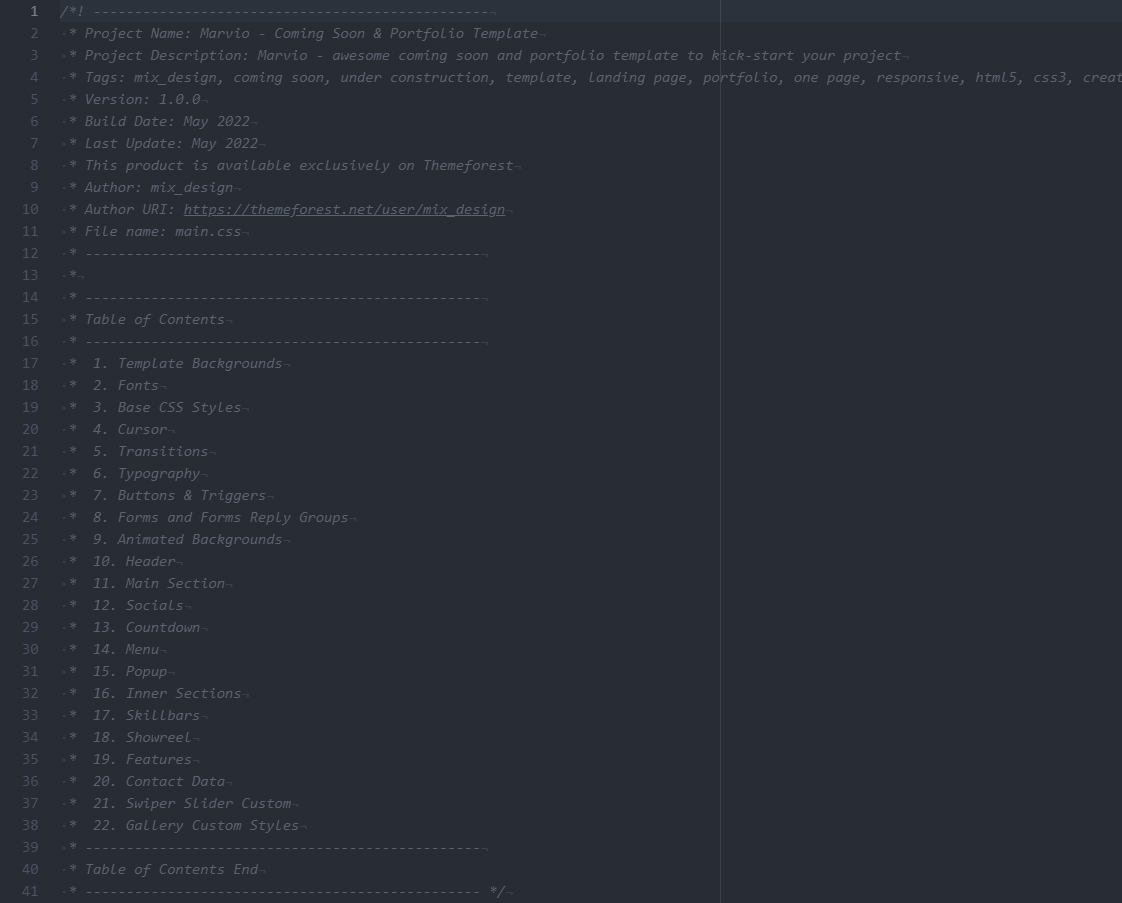 1 /*! ------------------------------------------------
2 * Project Name: Marvio - Coming Soon & Portfolio Template
3 * Project Description: Marvio - awesome coming soon and portfolio template to kick-start your project
4 * Tags: mix_design, coming soon, under construction, template, landing page, portfolio, one page, responsive, html5, css3, creat
5 * Version: 1.0.0
6 * Build Date: May 2022
7 * Last Update: May 2022
8 * This product is available exclusively on Themeforest
9 * Author: mix_design
10 * Author URI: https://themeforest.net/user/mix_design
11 * File name: main.css
12 * ------------------------------------------------
13 *
14 * ------------------------------------------------
15 * Table of Contents
16 * ------------------------------------------------
17 *  1. Template Backgrounds
18 *  2. Fonts
19 *  3. Base CSS Styles
20 *  4. Cursor
21 *  5. Transitions
22 *  6. Typography
23 *  7. Buttons & Triggers
24 *  8. Forms and Forms Reply Groups
25 *  9. Animated Backgrounds
26 *  10. Header
27 *  11. Main Section
28 *  12. Socials
29 *  13. Countdown
30 *  14. Menu
31 *  15. Popup
32 *  16. Inner Sections
33 *  17. Skillbars
34 *  18. Showreel
35 *  19. Features
36 *  20. Contact Data
37 *  21. Swiper Slider Custom
38 *  22. Gallery Custom Styles
39 * ------------------------------------------------
40 * Table of Contents End
41 * ------------------------------------------------ */